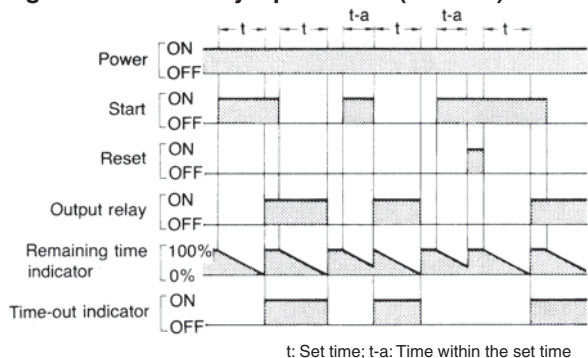 t-a t-a
t t t t
Power ON
OFF
Start ON
OFF
Reset ON
OFF
Output relay ON
OFF
Remaining time 100%
indicator 0%
Time-out indicator ON
OFF
t: Set time; t-a: Time within the set time